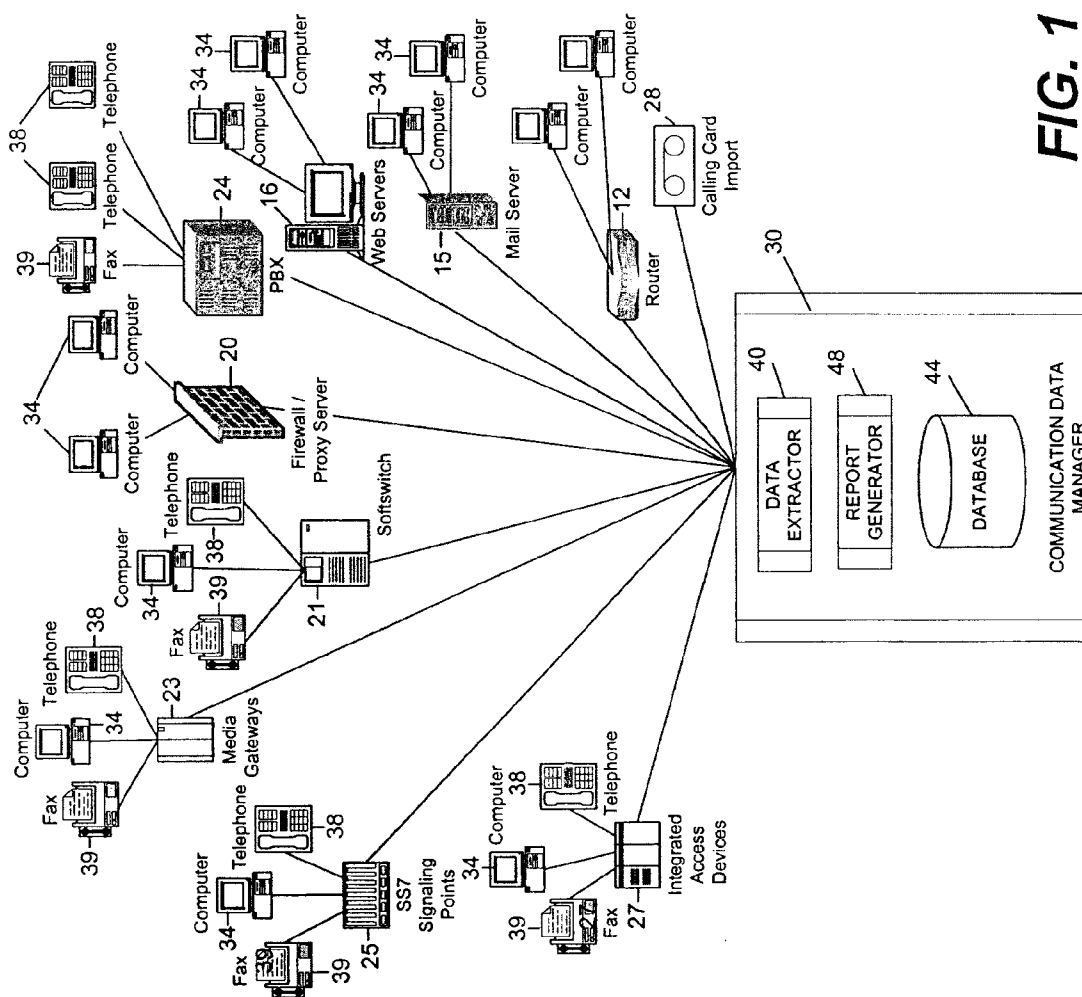 FIG. 1
Computer
34
Computer
34
Fax
39
Telephone
38
Telephone
PBX
24
Computer
34
Computer
34
Web Servers
16
Computer
34
Computer
34
Mail Server
15
Computer
Computer
Router
12
Calling Card
Import
28
Firewall /
Proxy Server
20
Fax
39
Computer
34
Telephone
38
Softswitch
21
Fax
39
Computer
34
Telephone
38
Media
Gateways
23
Fax
39
39
Computer
34
Telephone
38
SS7
Signaling
Points
25
Fax
39
Computer
34
Telephone
38
Integrated
Access
Devices
27
30
DATA
EXTRACTOR
40
REPORT
GENERATOR
48
DATABASE
44
COMMUNICATION DATA
MANAGER